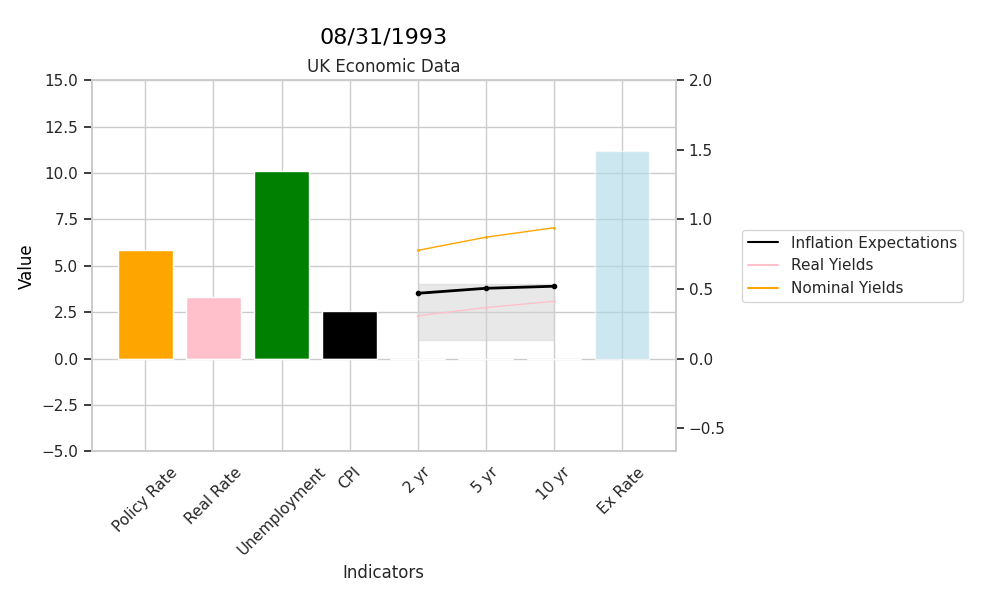 08/31/1993
UK Economic Data
15.0
12.5
10.0
7.5
5.0
2.5
0.0
−2.5
−5.0
Value
2.0
1.5
1.0
0.5
0.0
−0.5
Policy Rate
Real Rate
Unemployment
CPI
2 yr
5 yr
10 yr
Ex Rate
Indicators
Inflation Expectations
Real Yields
Nominal Yields